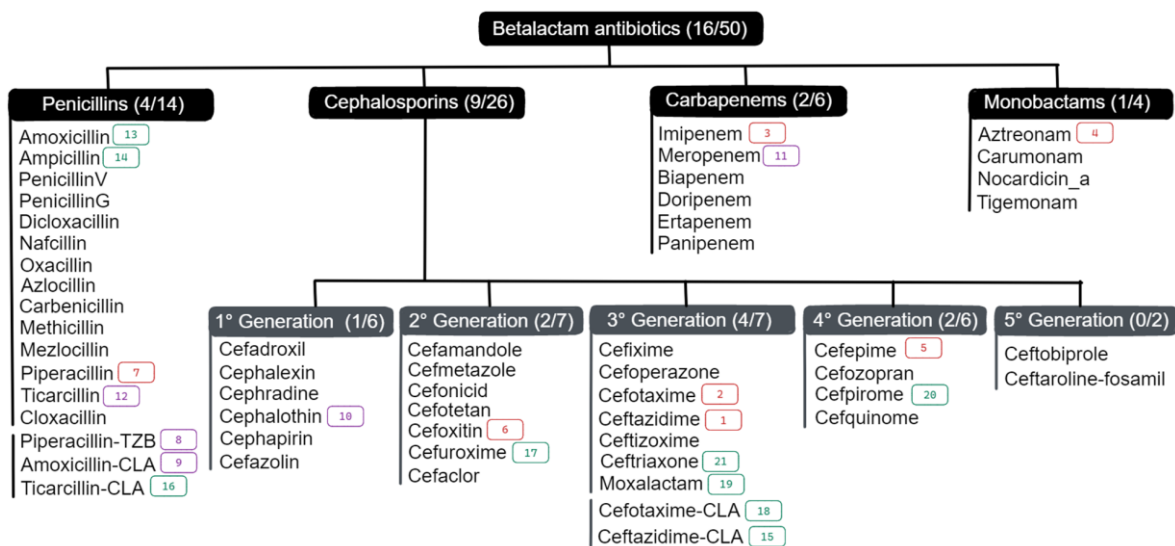 Betalactam antibiotics (16/50)
Penicillins (4/14)
Amoxicillin 13
Ampicillin 14
PenicillinV
PenicillinG
Dicloxacillin
Nafcillin
Oxacillin
Azlocillin
Carbenicillin
Methicillin
Mezlocillin
Piperacillin 7
Ticarcillin 12
Cloxacillin
Piperacillin-TZB 8
Amoxicillin-CLA 9
Ticarcillin-CLA 16
Cephalosporins (9/26)
1° Generation (1/6)
Cefadroxil
Cephalexin
Cephradine
Cephalothin 10
Cephapirin
Cefazolin
2° Generation (2/7)
Cefamandole
Cefmetazole
Cefonicid
Cefotetan
Cefoxitin 6
Cefuroxime 17
Cefaclor
3° Generation (4/7)
Cefixime
Cefoperazone
Cefotaxime 2
Ceftazidime 1
Ceftizoxime
Ceftriaxone 21
Moxalactam 19
Cefotaxime-CLA 18
Ceftazidime-CLA 15
4° Generation (2/6)
Cefepime 5
Cefozopran
Cefpirome 20
Cefquinome
5° Generation (0/2)
Ceftobiprole
Ceftaroline-fosamil
Carbapenems (2/6)
Imipenem 3
Meropenem 11
Biapenem
Doripenem
Ertapenem
Panipenem
Monobactams (1/4)
Aztreonam 4
Carumonam
Nocardicin_a
Tigemonam